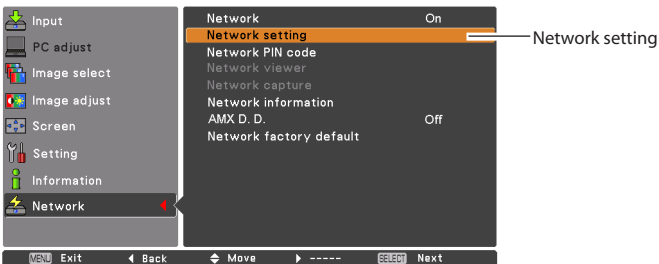 Input
PC adjust
Image select
Image adjust
Screen
Setting
Information
Network
Network On
Network setting
Network PIN code
Network viewer
Network capture
Network information
AMX D. D. Off
Network factory default
MENU Exit Back Move ----- SELECT Next
Network setting